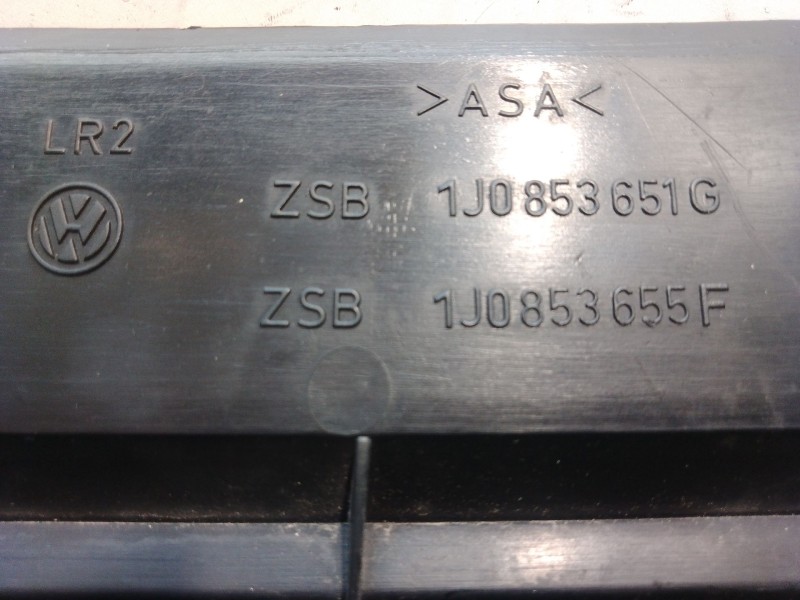 >ASA<
LR2
ZSB 1J0 853 651 G
ZSB 1J0 853 655 F